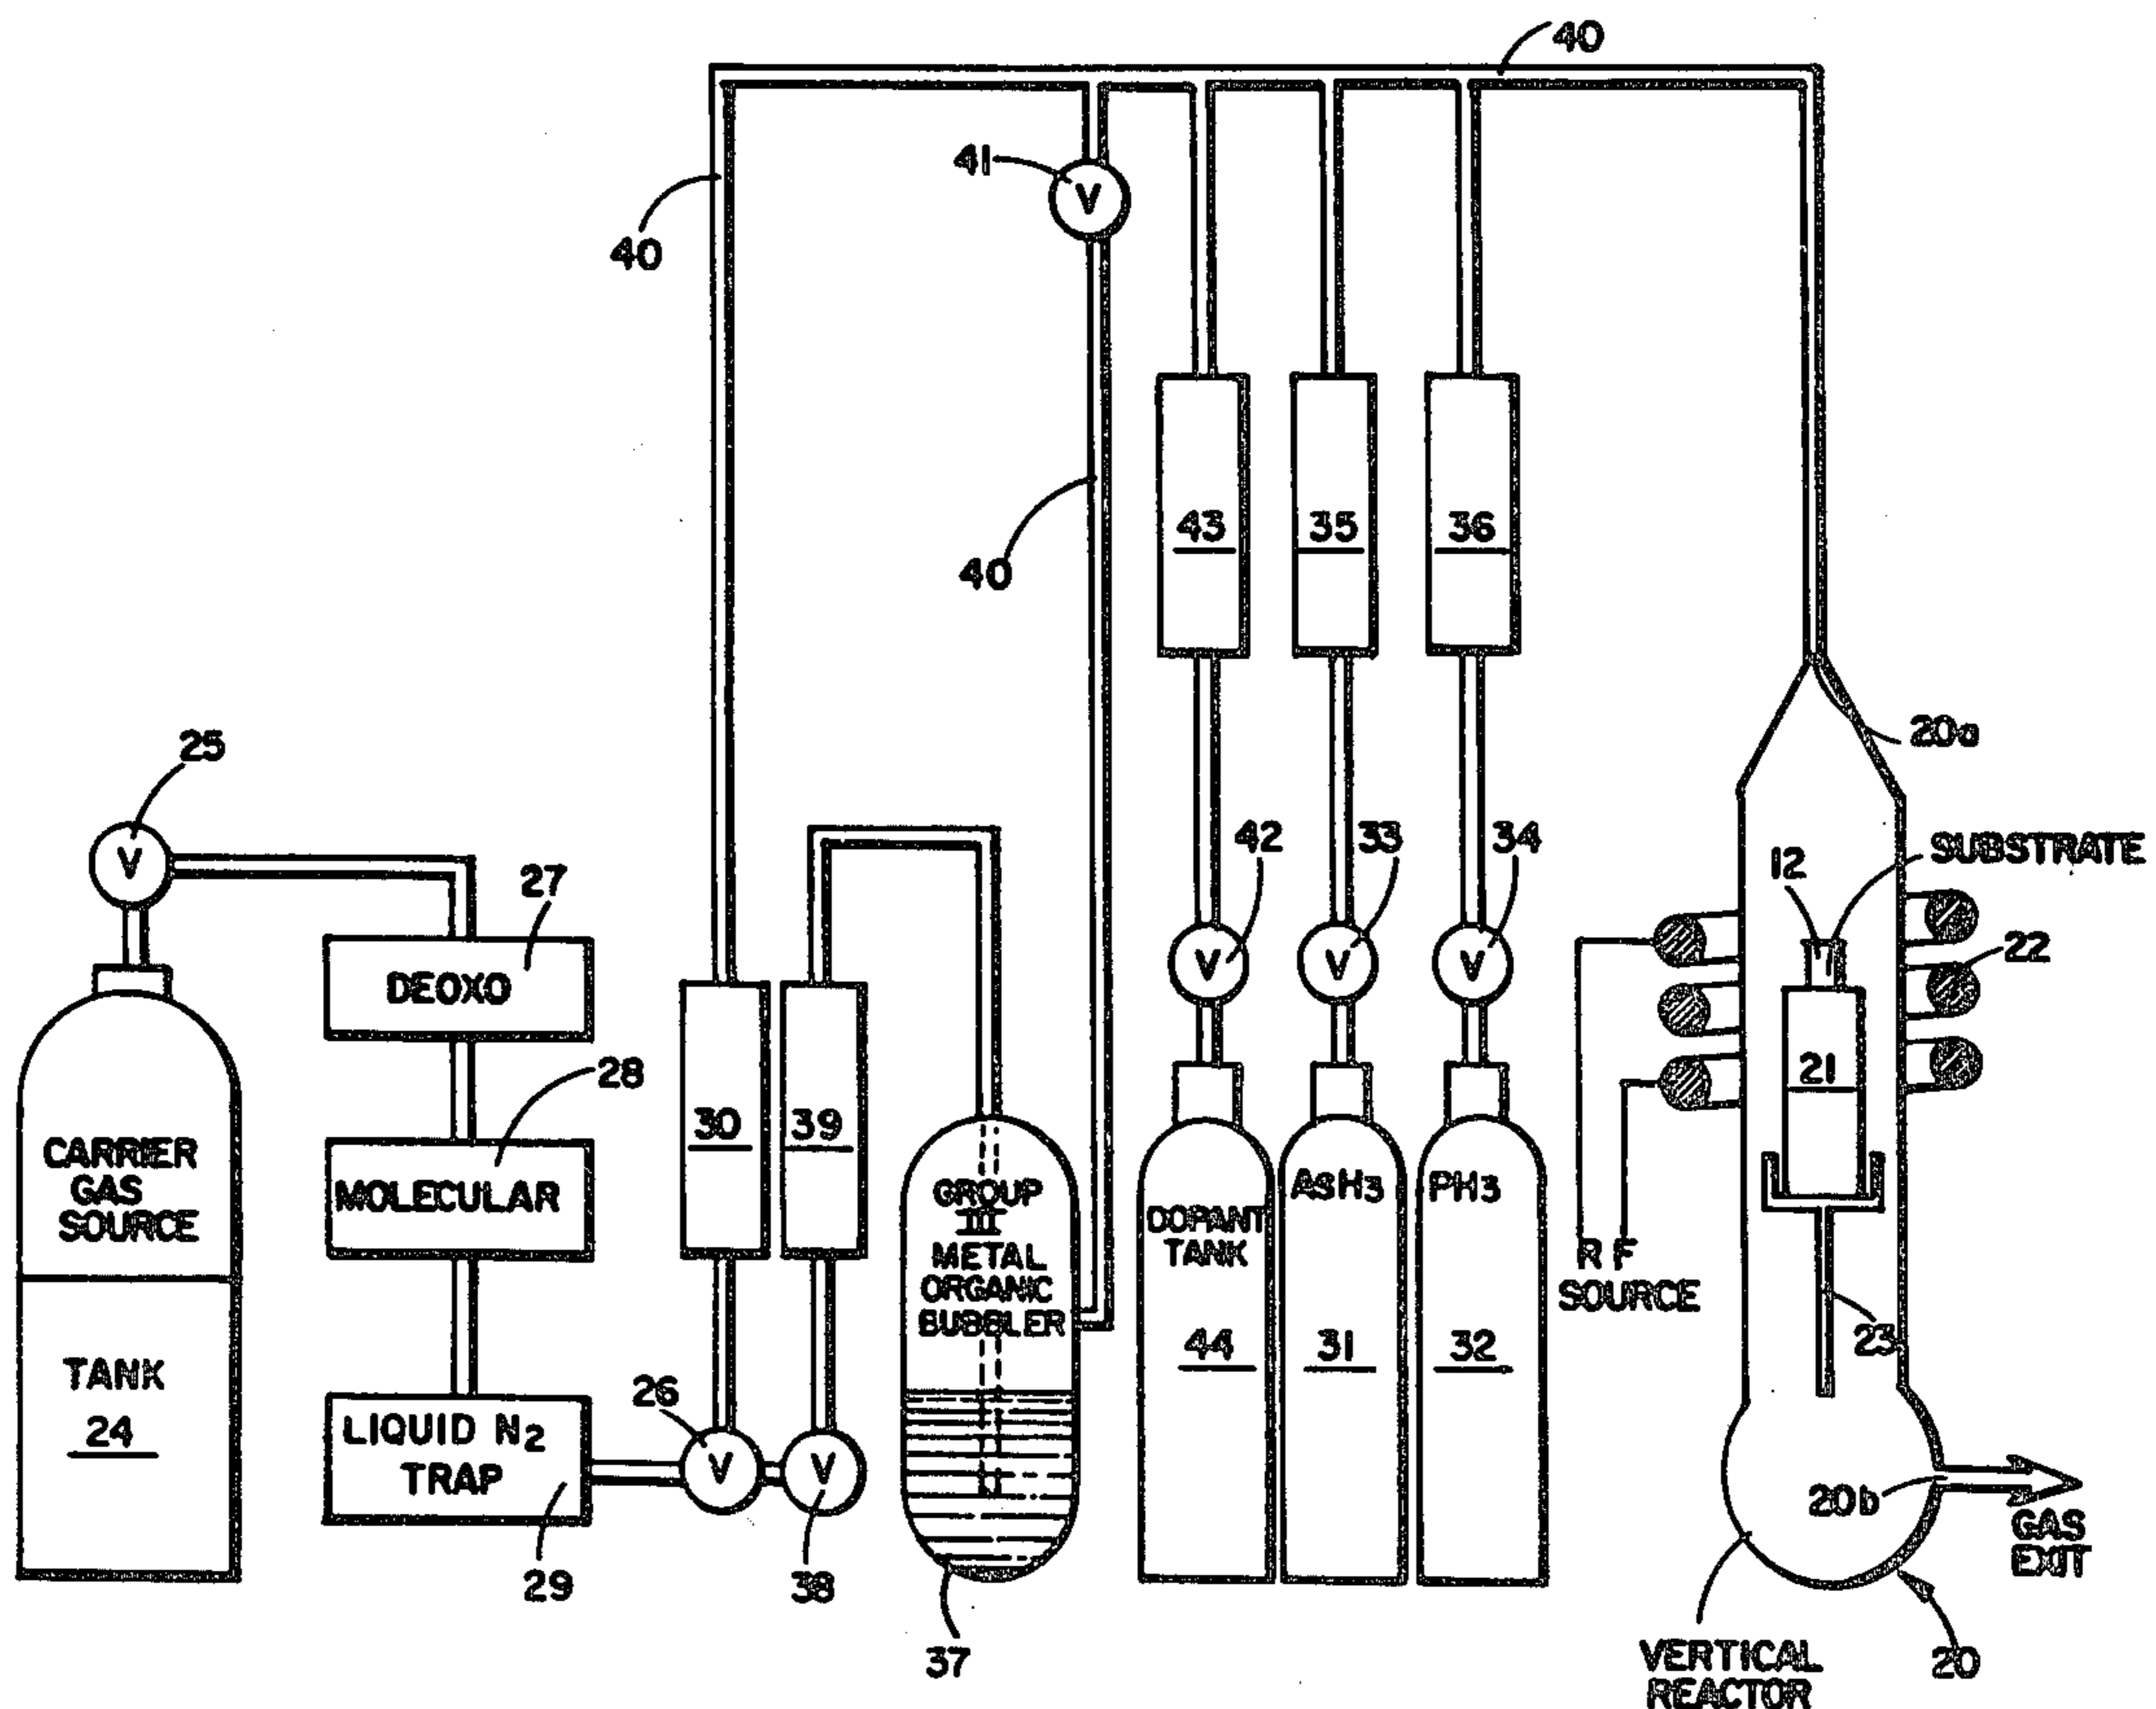 40
41
V
40
40
43
35
36
20a
25
V
27
DEOXO
28
MOLECULAR
LIQUID N2
TRAP
29
CARRIER
GAS
SOURCE
TANK
24
30
39
26
V
V
38
GROUP
III
METAL
ORGANIC
BUBBLER
37
42
33
34
V
V
V
DOPANT
TANK
44
AsH3
31
PH3
32
12
SUBSTRATE
22
21
R F
SOURCE
23
20b
GAS
EXIT
VERTICAL
REACTOR
20